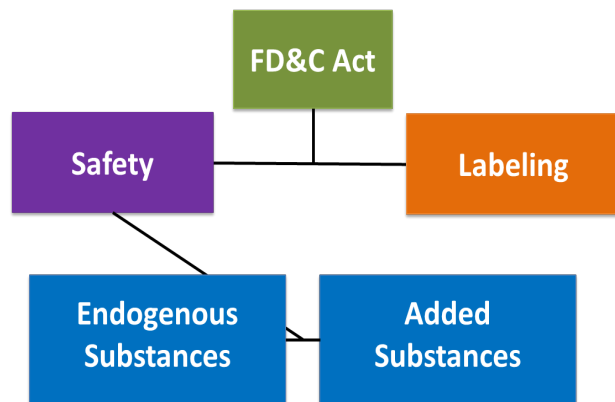 FD&C Act
Safety
Labeling
Endogenous
Substances
Added
Substances